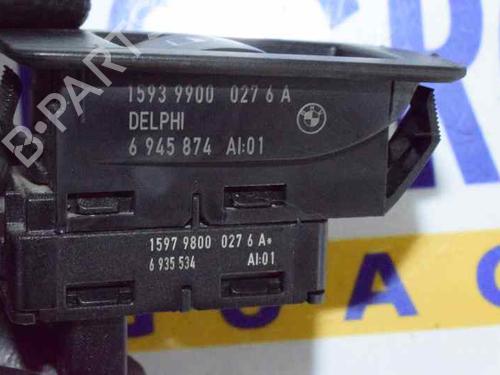 B-PARTS
1593 9900 027 6 A
DELPHI
6 945 874 AI:01
1597 9800 027 6 A*
6 935 534 AI:01